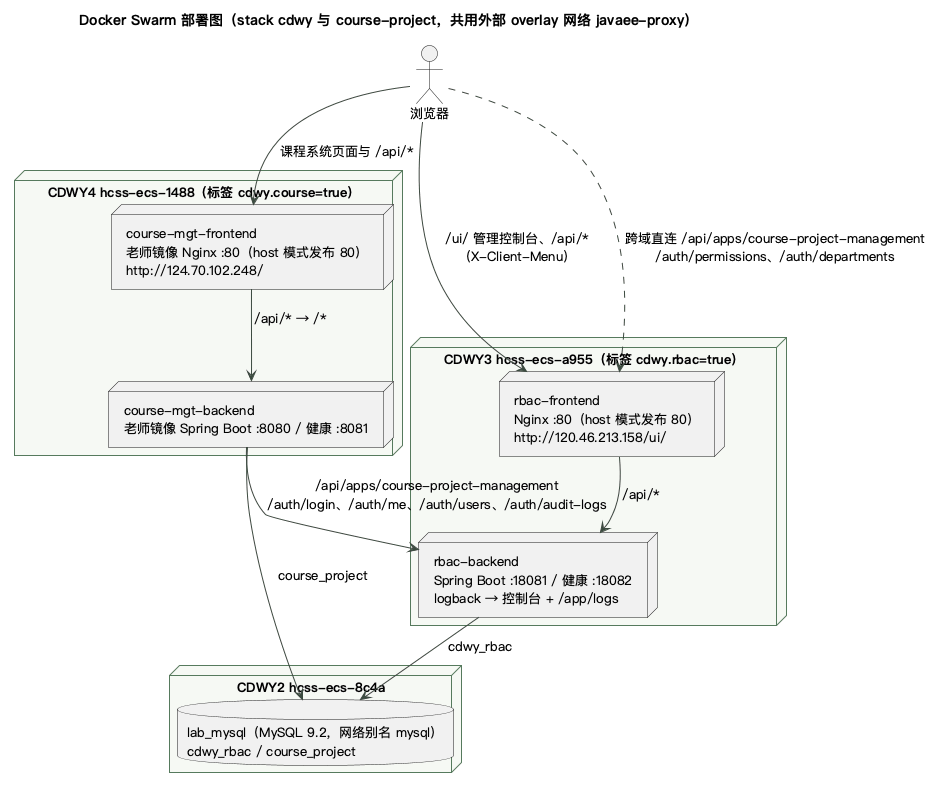 Docker Swarm 部署图（stack cdwy 与 course-project，共用外部 overlay 网络 javaee-proxy）
浏览器
课程系统页面与 /api/*
CDWY4 hcss-ecs-1488（标签 cdwy.course=true）
course-mgt-frontend
老师镜像 Nginx :80（host 模式发布 80）
http://124.70.102.248/
/ui/ 管理控制台、/api/*
（X-Client-Menu）
跨域直连 /api/apps/course-project-management
/auth/permissions、/auth/departments
/api/* → /*
CDWY3 hcss-ecs-a955（标签 cdwy.rbac=true）
rbac-frontend
Nginx :80（host 模式发布 80）
http://120.46.213.158/ui/
course-mgt-backend
老师镜像 Spring Boot :8080 / 健康 :8081
/api/apps/course-project-management
/auth/login、/auth/me、/auth/users、/auth/audit-logs
/api/*
rbac-backend
Spring Boot :18081 / 健康 :18082
logback → 控制台 + /app/logs
course_project
cdwy_rbac
CDWY2 hcss-ecs-8c4a
lab_mysql（MySQL 9.2，网络别名 mysql）
cdwy_rbac / course_project